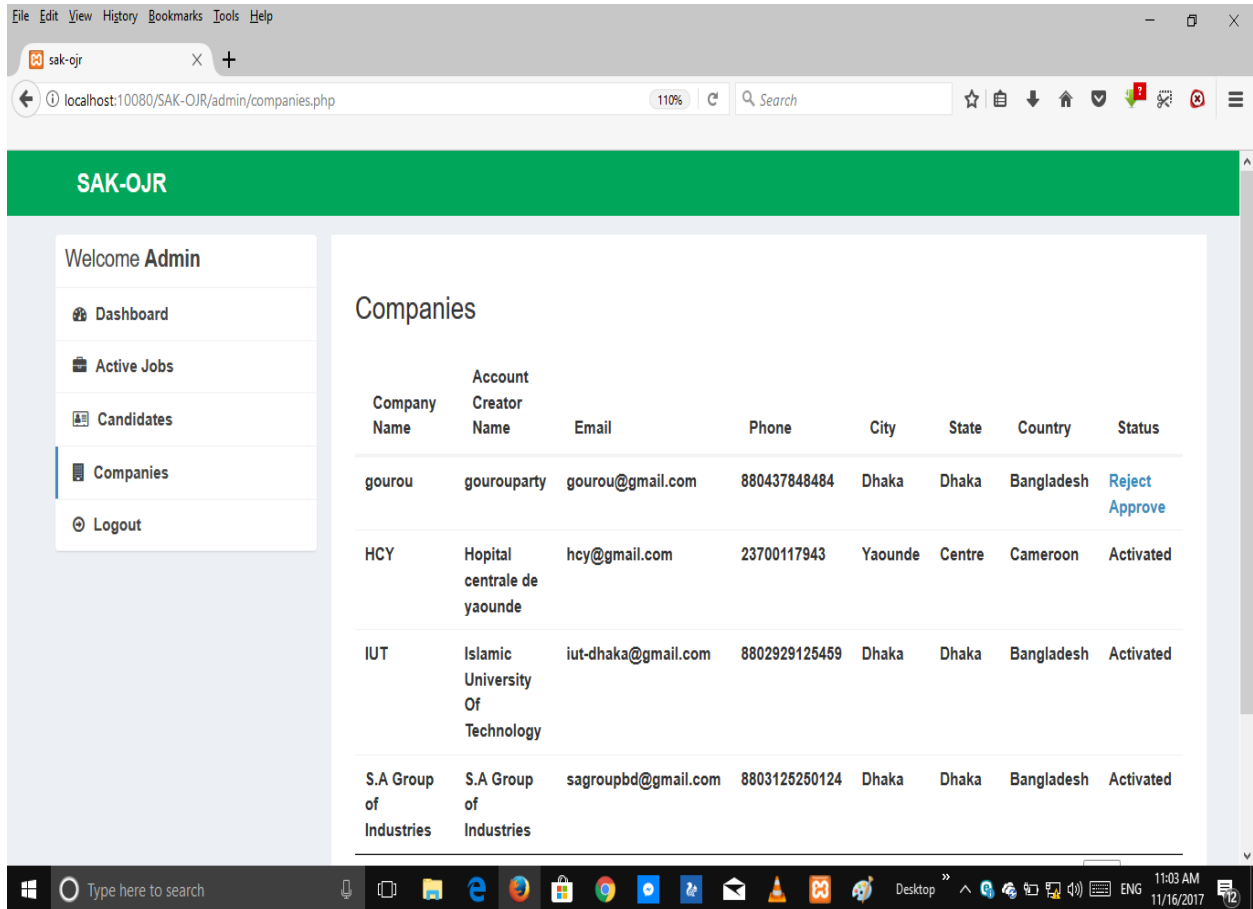 File Edit View History Bookmarks Tools Help
sak-ojr
localhost:10080/SAK-OJR/admin/companies.php 110% Search
SAK-OJR
Welcome Admin
Dashboard
Active Jobs
Candidates
Companies
Logout
Companies
Company Name Account Creator Name Email Phone City State Country Status
gourou gourouparty gourou@gmail.com 880437848484 Dhaka Dhaka Bangladesh Reject
Approve
HCY Hopital centrale de yaounde hcy@gmail.com 23700117943 Yaounde Centre Cameroon Activated
IUT Islamic University Of Technology iut-dhaka@gmail.com 8802929125459 Dhaka Dhaka Bangladesh Activated
S.A Group of Industries S.A Group of Industries sagroupbd@gmail.com 8803125250124 Dhaka Dhaka Bangladesh Activated
Type here to search Desktop ENG 11:03 AM
11/16/2017 12